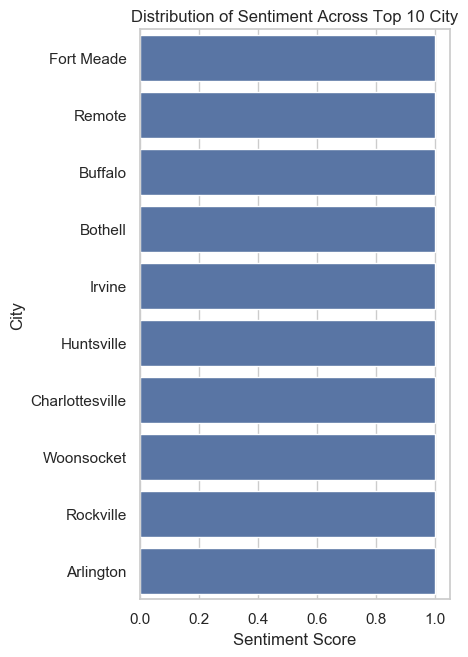 Distribution of Sentiment Across Top 10 City
Fort Meade
Remote
Buffalo
Bothell
Irvine
Huntsville
Charlottesville
Woonsocket
Rockville
Arlington
City
0.0 0.2 0.4 0.6 0.8 1.0
Sentiment Score